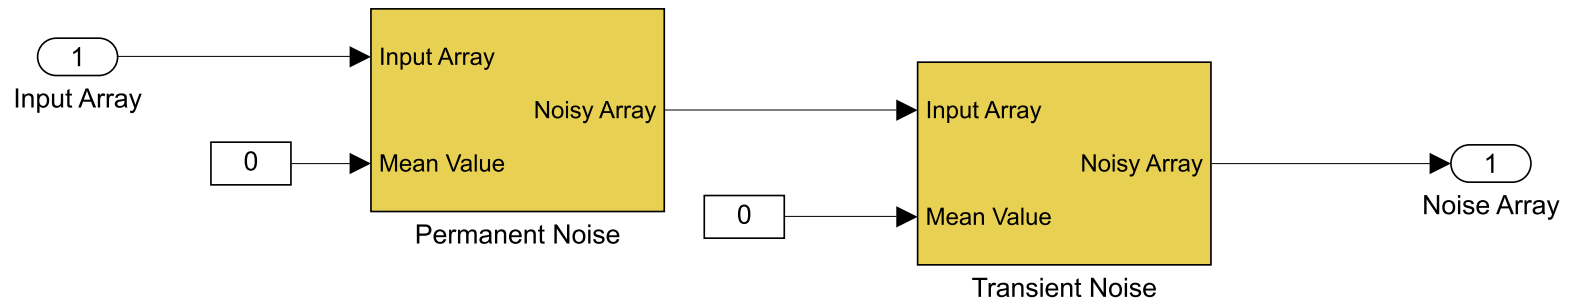 1
Input Array
0
Input Array
Noisy Array
Mean Value
Permanent Noise
0
Input Array
Noisy Array
Mean Value
Transient Noise
1
Noise Array